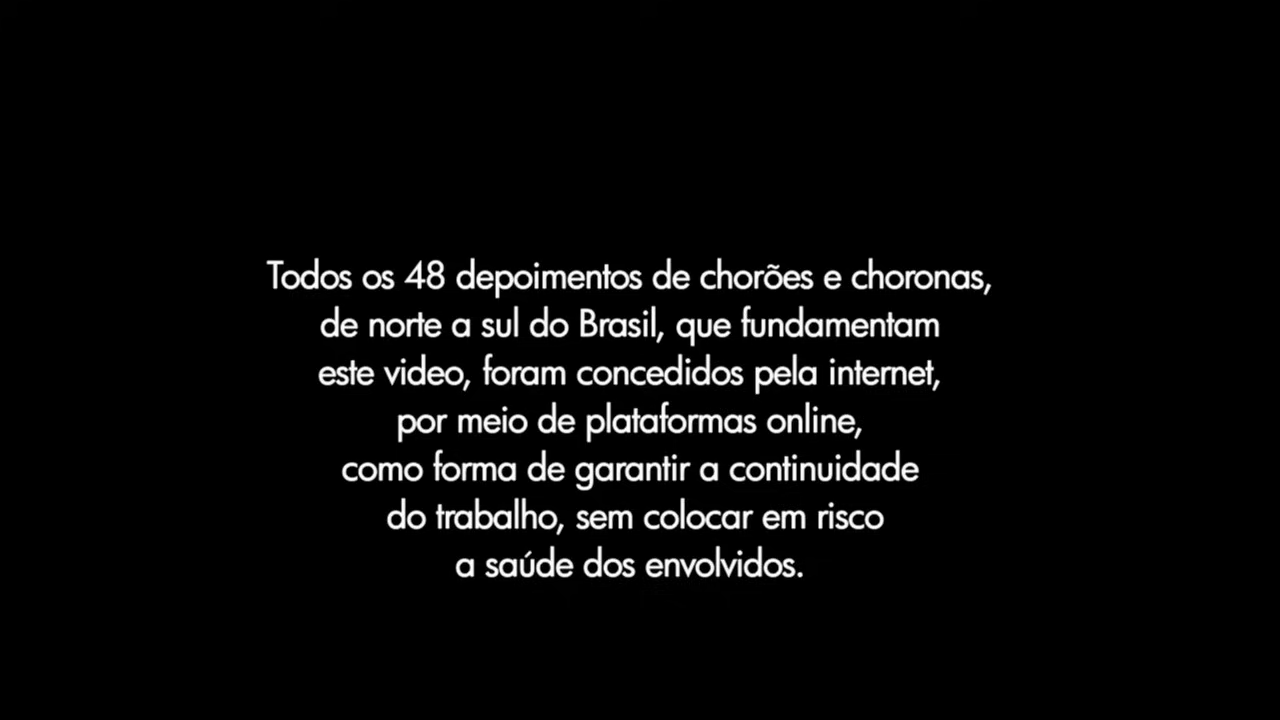 Todos os 48 depoimentos de chorões e choronas,
de norte a sul do Brasil, que fundamentam
este video, foram concedidos pela internet,
por meio de plataformas online,
como forma de garantir a continuidade
do trabalho, sem colocar em risco
a saúde dos envolvidos.